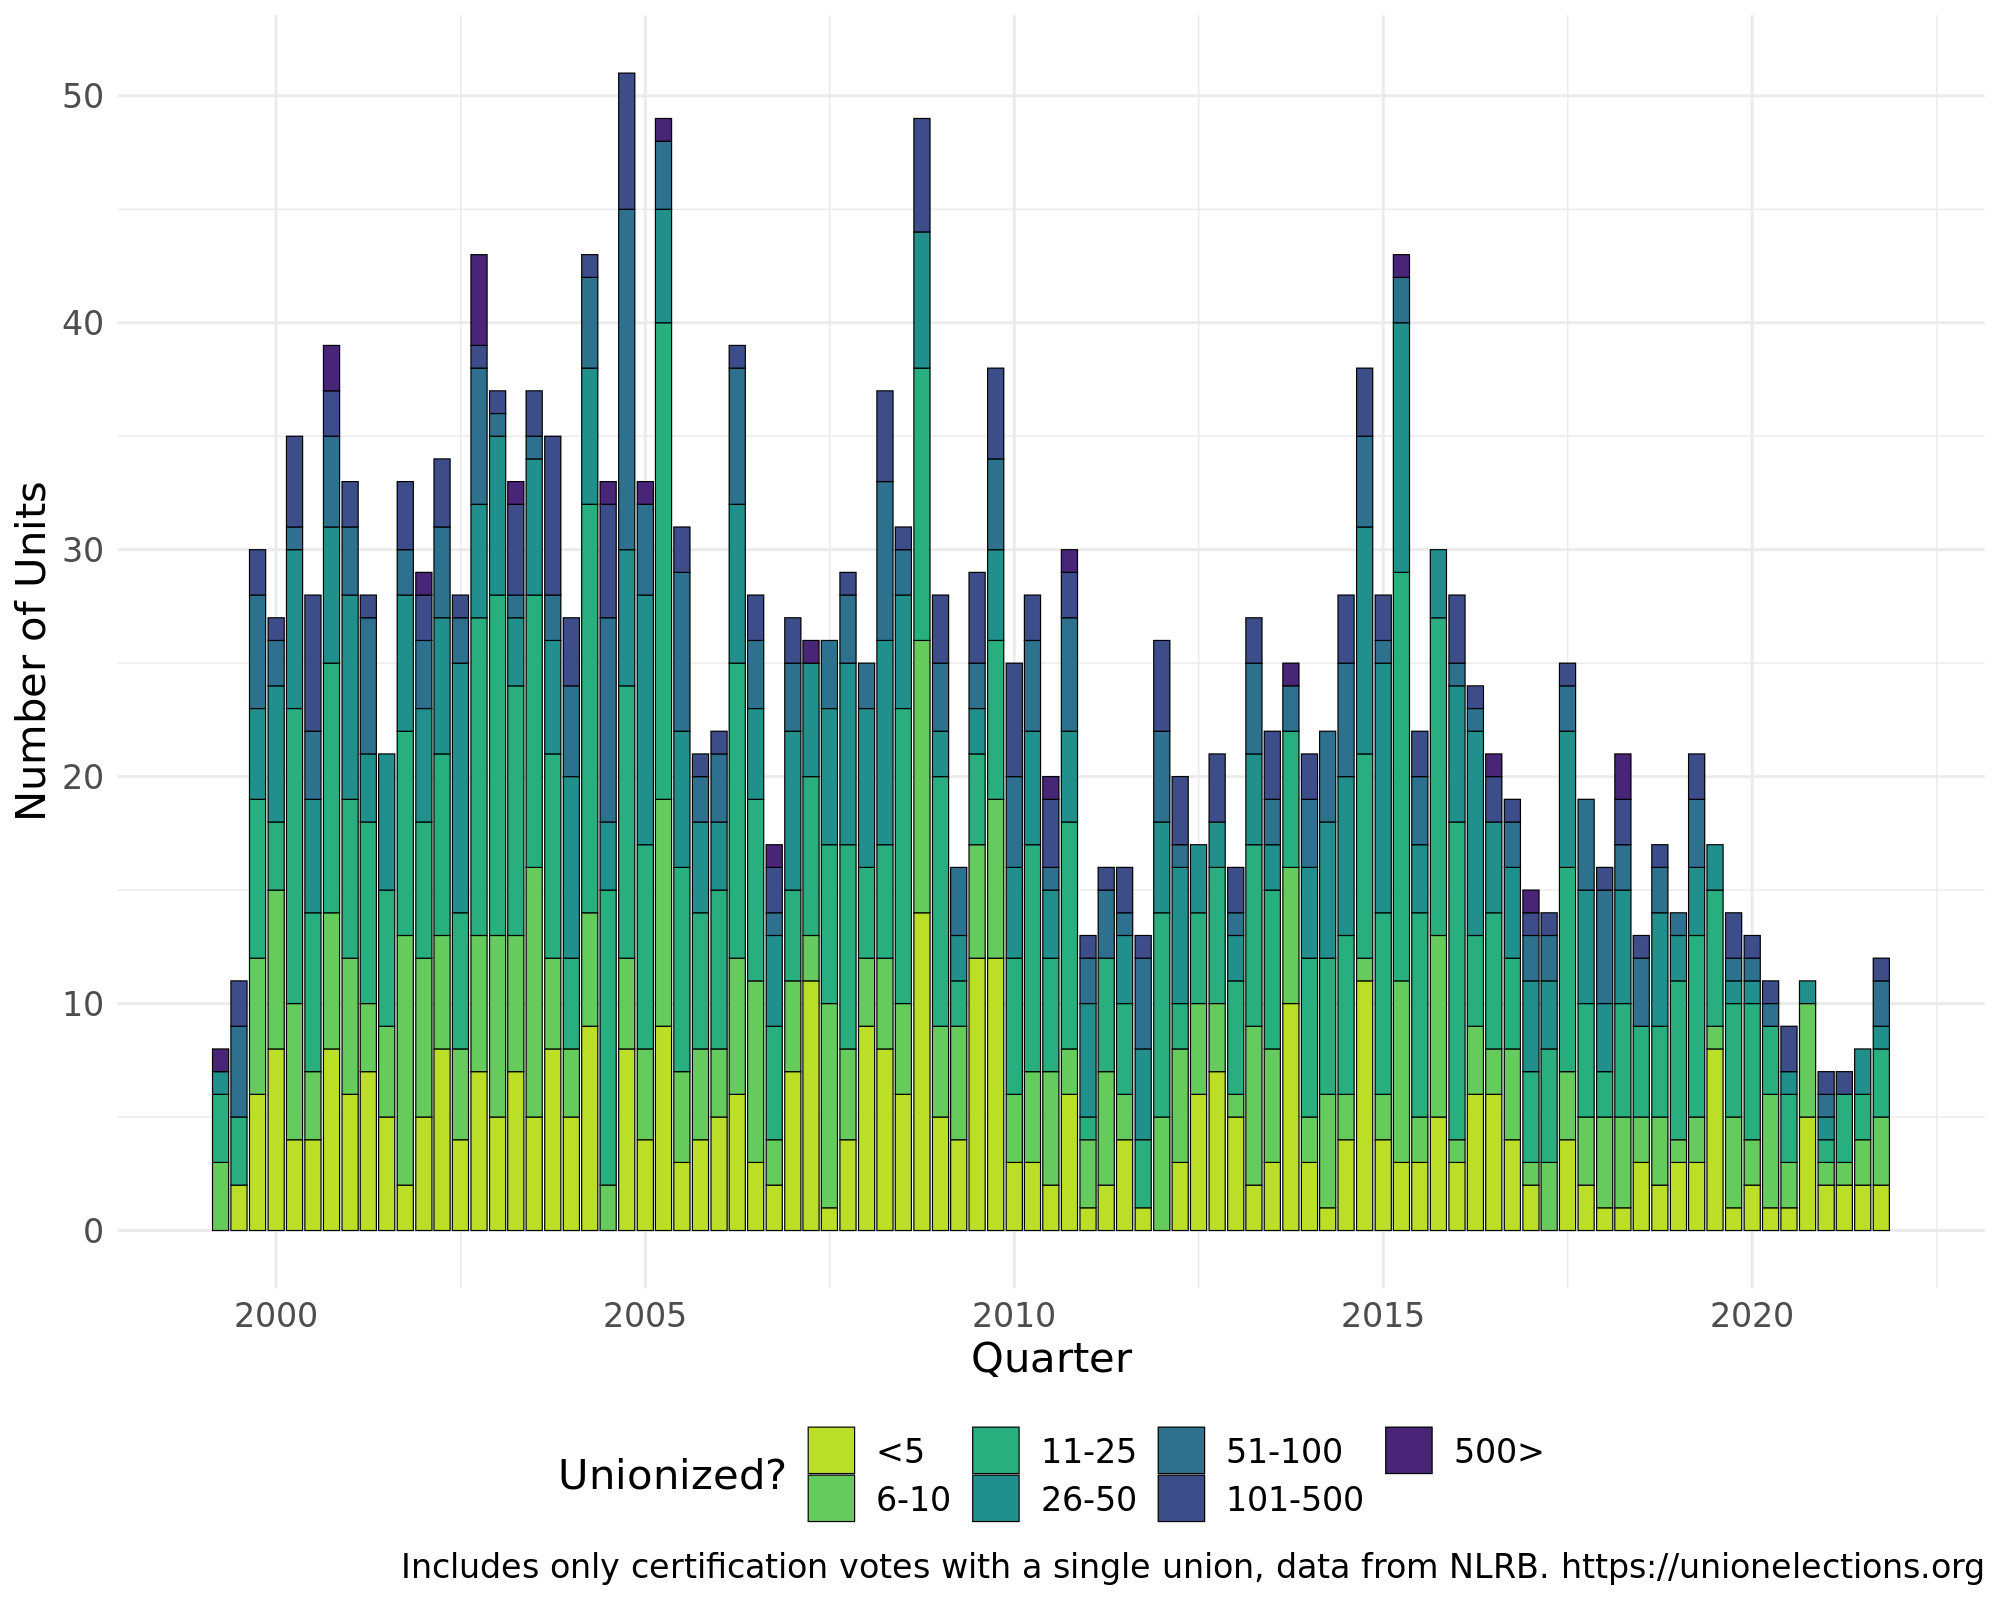 50
40
30
20
10
0
Number of Units
2000 2005 2010 2015 2020
Quarter
Unionized?
<5 11-25 51-100 500>
6-10 26-50 101-500
Includes only certification votes with a single union, data from NLRB. https://unionelections.org